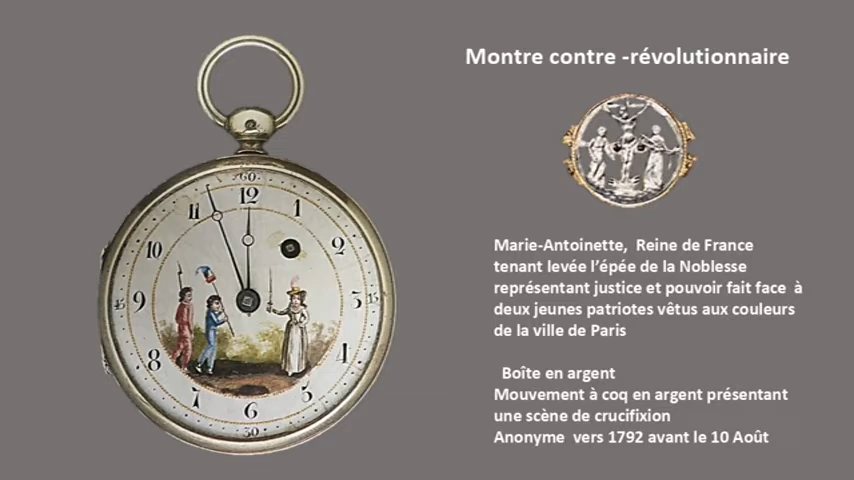 Montre contre -révolutionnaire
60
12
11
1
10
2
45
9
3
15
8
4
7
5
6
30
Marie-Antoinette, Reine de France
tenant levée l'épée de la Noblesse
représentant justice et pouvoir fait face à
deux jeunes patriotes vêtus aux couleurs
de la ville de Paris
Boîte en argent
Mouvement à coq en argent présentant
une scène de crucifixion
Anonyme vers 1792 avant le 10 Août